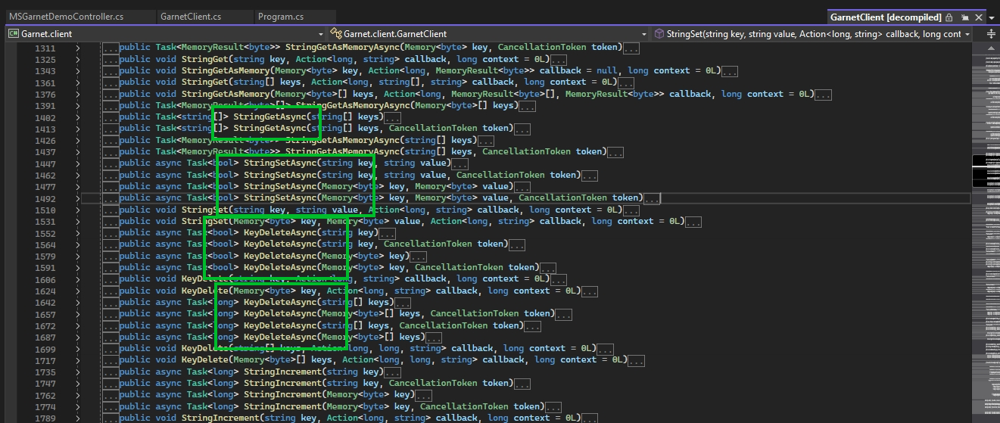 MSGarnetDemoController.cs GarnetClient.cs Program.cs GarnetClient [decompiled]
C# Garnet.client Garnet.client.GarnetClient StringSet(string key, string value, Action<long, string> callback, long cont
1311 ...public Task<MemoryResult<byte>> StringGetAsMemoryAsync(Memory<byte> key, CancellationToken token)...
1325 ...public void StringGet(string key, Action<long, string> callback, long context = 0L)...
1343 ...public void StringGetAsMemory(Memory<byte> key, Action<long, MemoryResult<byte>> callback = null, long context = 0L)...
1361 ...public void StringGet(string[] keys, Action<long, string[], string> callback, long context = 0L)...
1376 ...public void StringGetAsMemory(Memory<byte>[] keys, Action<long, MemoryResult<byte>[], MemoryResult<byte>> callback, long context = 0L)...
1391 ...public Task<MemoryResult<byte>[]> StringGetAsMemoryAsync(Memory<byte>[] keys)...
1402 ...public Task<string[]> StringGetAsync(string[] keys)...
1413 ...public Task<string[]> StringGetAsync(string[] keys, CancellationToken token)...
1426 ...public Task<MemoryResult<byte>> StringGetAsMemoryAsync(string[] keys)...
1437 ...public Task<MemoryResult<byte>> StringGetAsMemoryAsync(string[] keys, CancellationToken token)...
1447 ...public async Task<bool> StringSetAsync(string key, string value)...
1462 ...public async Task<bool> StringSetAsync(string key, string value, CancellationToken token)...
1477 ...public async Task<bool> StringSetAsync(Memory<byte> key, Memory<byte> value)...
1492 ...public async Task<bool> StringSetAsync(Memory<byte> key, Memory<byte> value, CancellationToken token)...
1510 ...public void StringSet(string key, string value, Action<long, string> callback, long context = 0L)...
1531 ...public void StringSet(Memory<byte> key, Memory<byte> value, Action<long, string> callback, long context = 0L)...
1552 ...public async Task<bool> KeyDeleteAsync(string key)...
1564 ...public async Task<bool> KeyDeleteAsync(string key, CancellationToken token)...
1579 ...public async Task<bool> KeyDeleteAsync(Memory<byte> key)...
1591 ...public async Task<bool> KeyDeleteAsync(Memory<byte> key, CancellationToken token)...
1606 ...public void KeyDelete(string key, Action<long, string> callback, long context = 0L)...
1624 ...public void KeyDelete(Memory<byte> key, Action<long, string> callback, long context = 0L)...
1642 ...public async Task<long> KeyDeleteAsync(string[] keys)...
1657 ...public async Task<long> KeyDeleteAsync(Memory<byte>[] keys, CancellationToken token)...
1672 ...public async Task<long> KeyDeleteAsync(string[] keys, CancellationToken token)...
1687 ...public async Task<long> KeyDeleteAsync(Memory<byte>[] keys)...
1699 ...public void KeyDelete(string[] keys, Action<long, long, string> callback, long context = 0L)...
1717 ...public void KeyDelete(Memory<byte>[] keys, Action<long, long, string> callback, long context = 0L)...
1735 ...public async Task<long> StringIncrement(string key)...
1747 ...public async Task<long> StringIncrement(string key, CancellationToken token)...
1762 ...public async Task<long> StringIncrement(Memory<byte> key)...
1774 ...public async Task<long> StringIncrement(Memory<byte> key, CancellationToken token)...
1789 ...public void StringIncrement(string key, Action<long, long, string> callback, long context = 0L)...